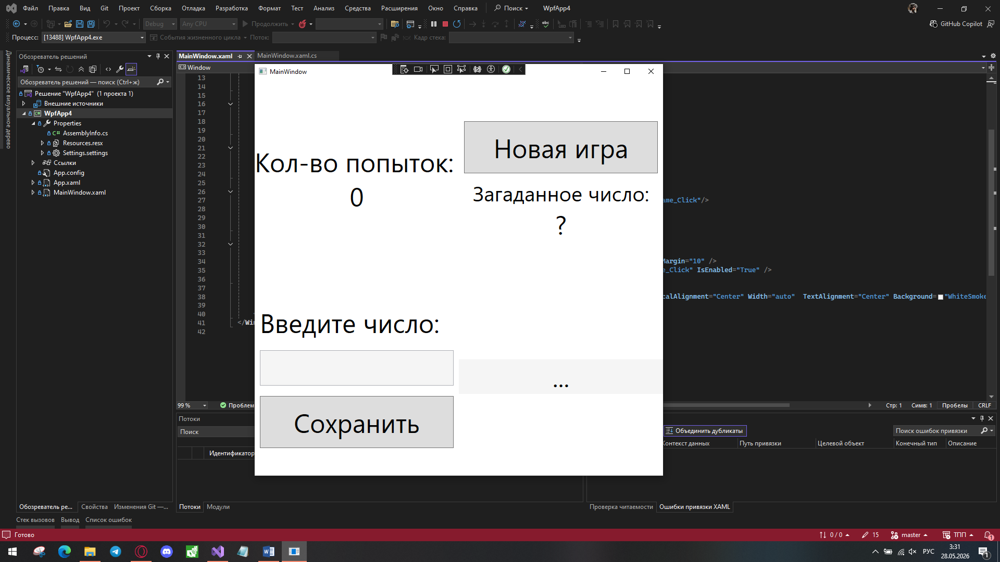 Файл Правка Вид Git Проект Сборка Отладка Разработка Формат Тест Анализ Средства Расширения Окно Справка Поиск WpfApp4
Debug Any CPU Продолжить GitHub Copilot
Процесс: [13488] WpfApp4.exe События жизненного цикла Поток: Кадр стека:
Динамическое визуальное дерево
Обозреватель решений
Обозреватель решений — поиск (Ctrl+ж)
Решение "WpfApp4" (1 проекта 1)
Внешние источники
WpfApp4
Properties
AssemblyInfo.cs
Resources.resx
Settings.settings
Ссылки
App.config
App.xaml
MainWindow.xaml
MainWindow.xaml MainWindow.xaml.cs
Window
MainWindow
13
14
15
16
17
18
19
20
21
22
23
24
25
26
27
28
29
30
31
32
33
34
35
36
37
38
39
40
41
42
ame_Click"/>
Margin="10" />
e_Click" IsEnabled="True" />
calAlignment="Center" Width="auto" TextAlignment="Center" Background="WhiteSmoke
</Win
Новая игра
Кол-во попыток:
0
Загаданное число:
?
Введите число:
...
Сохранить
99 % Проблем
Стр: 1 Симв: 1 Пробелы CRLF
Потоки
Поиск
Идентификатор
Объединить дубликаты Поиск ошибок привязки
Контекст данных Путь привязки Целевой объект Конечный тип Описание
Обозреватель ре... Свойства Изменения Git —... Потоки Модули Проверка читаемости Ошибки привязки XAML
Стек вызовов Вывод Список ошибок
Готово 0 / 0 15 master ТПП 1
РУС 3:31
28.05.2026 1